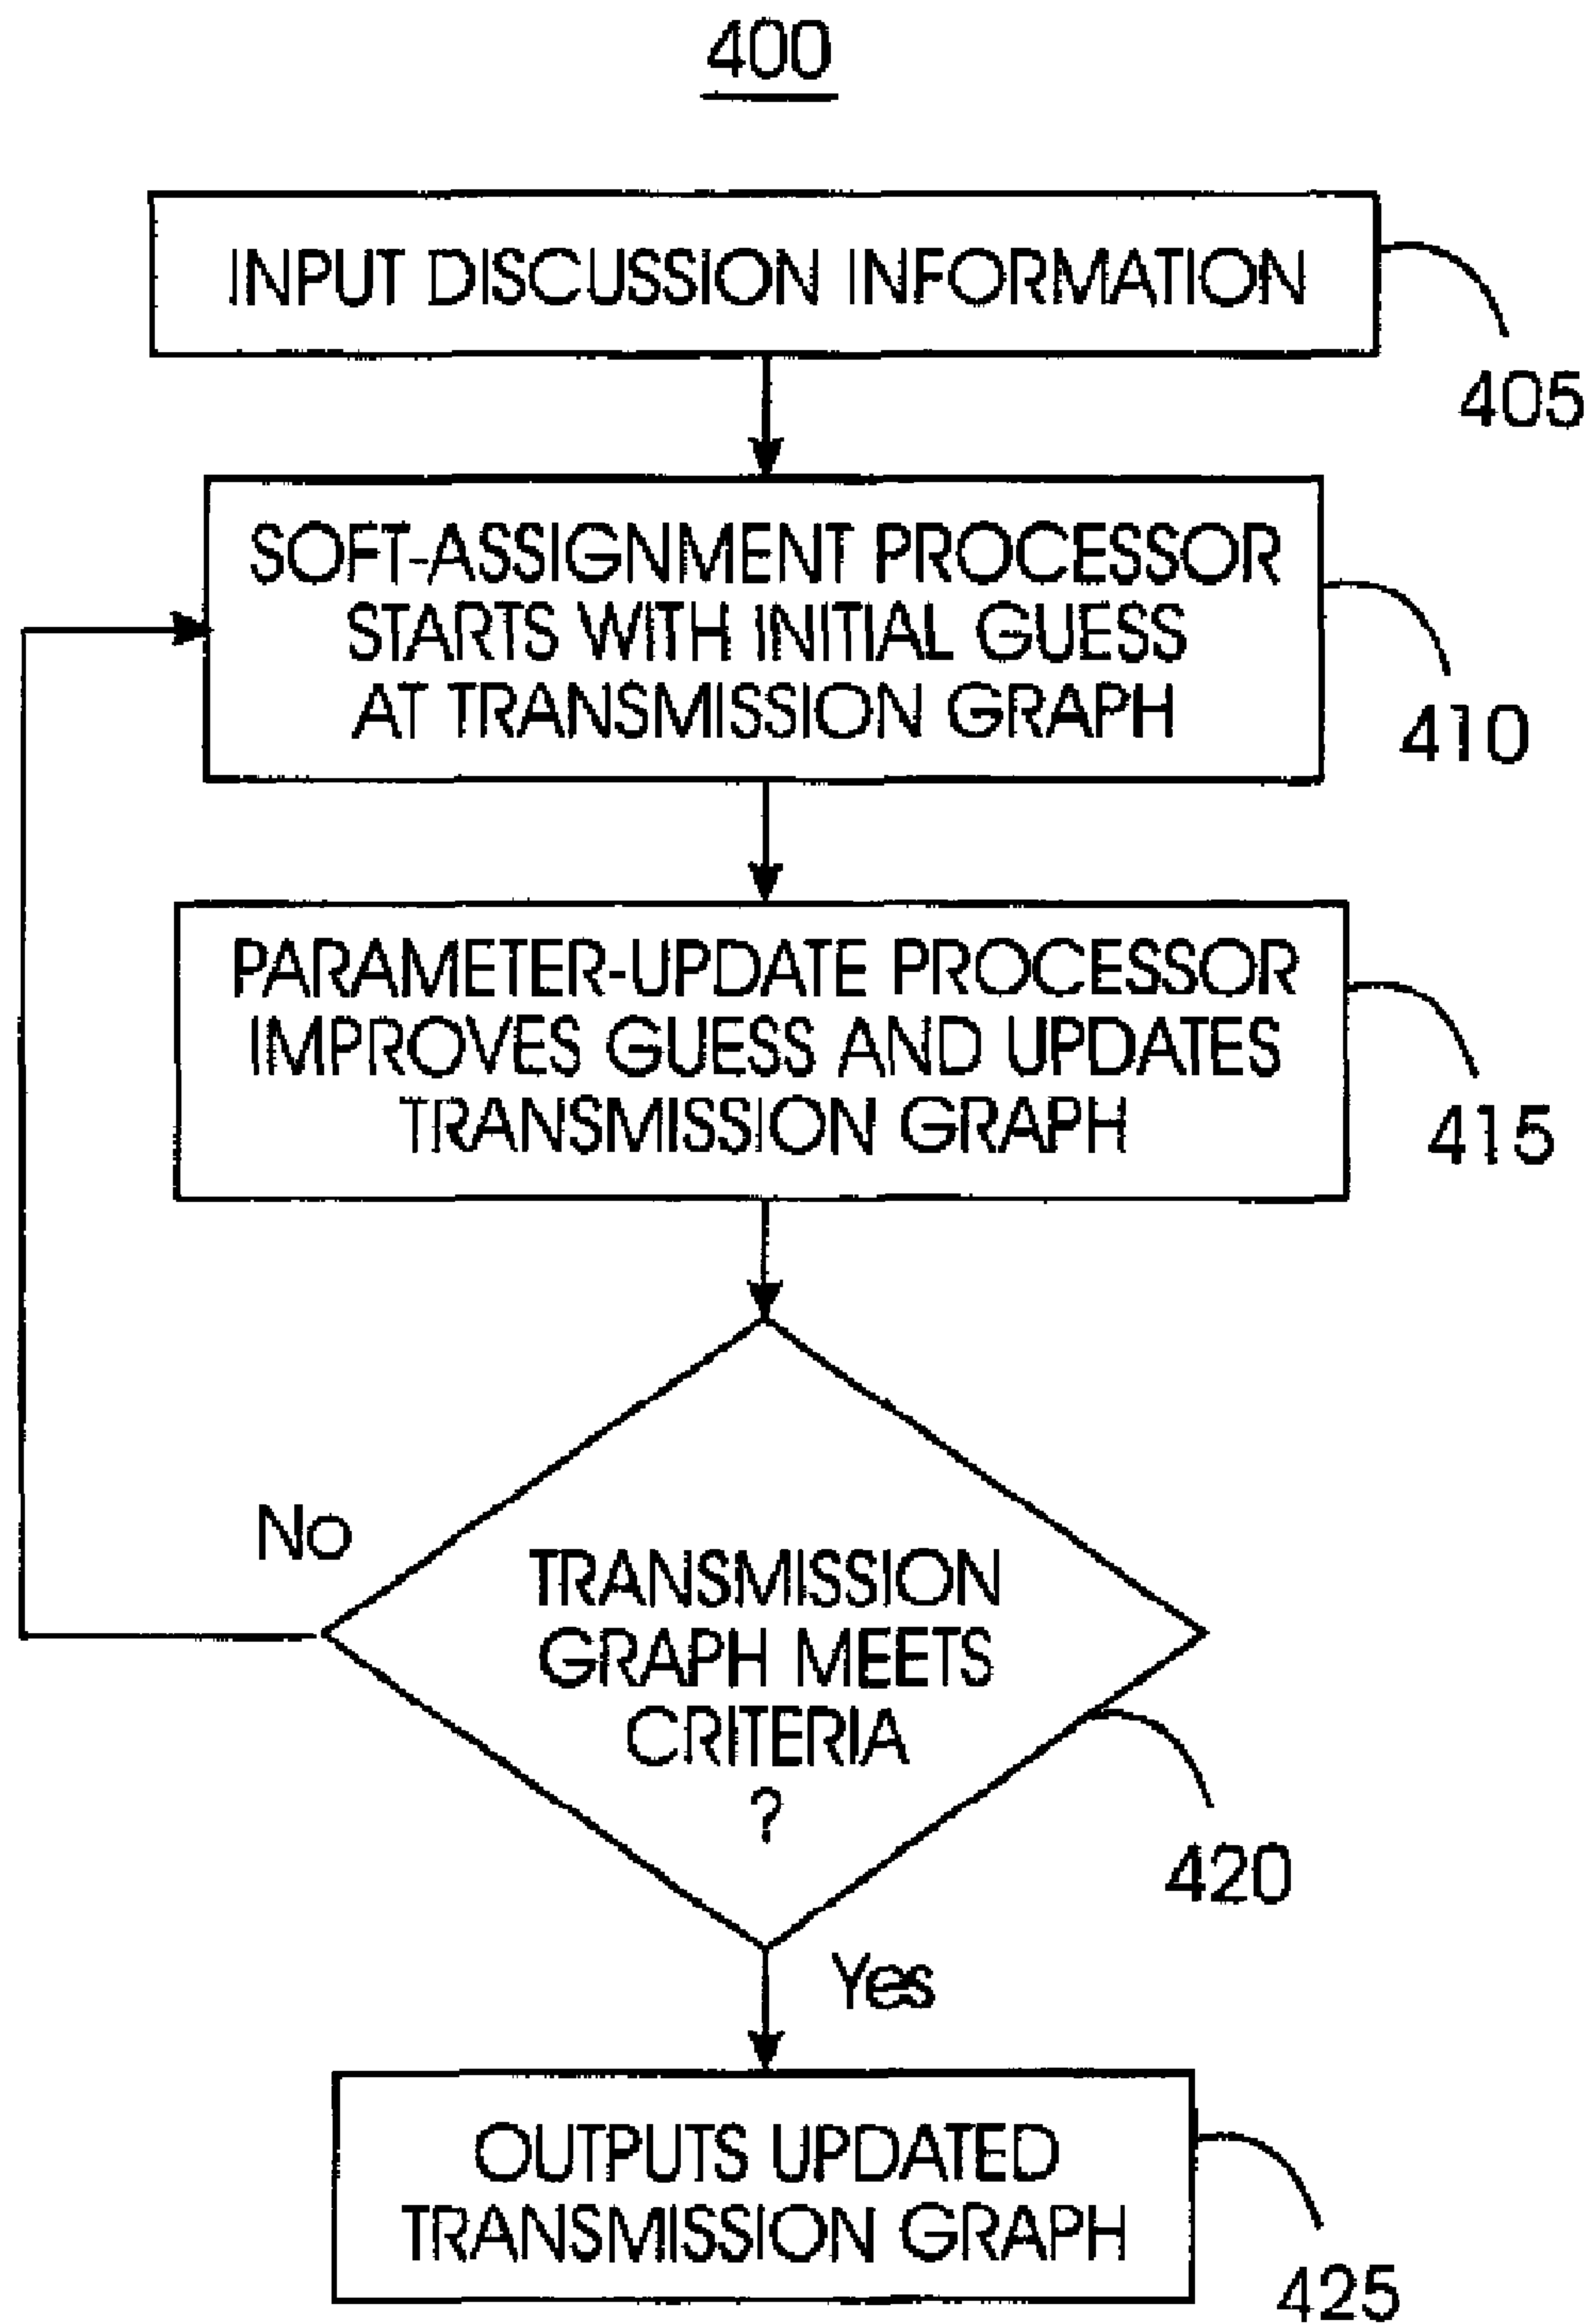 400
INPUT DISCUSSION INFORMATION
405
SOFT-ASSIGNMENT PROCESSOR
STARTS WITH INITIAL GUESS
AT TRANSMISSION GRAPH
410
PARAMETER-UPDATE PROCESSOR
IMPROVES GUESS AND UPDATES
TRANSMISSION GRAPH
415
No
TRANSMISSION
GRAPH MEETS
CRITERIA
?
420
Yes
OUTPUTS UPDATED
TRANSMISSION GRAPH
425